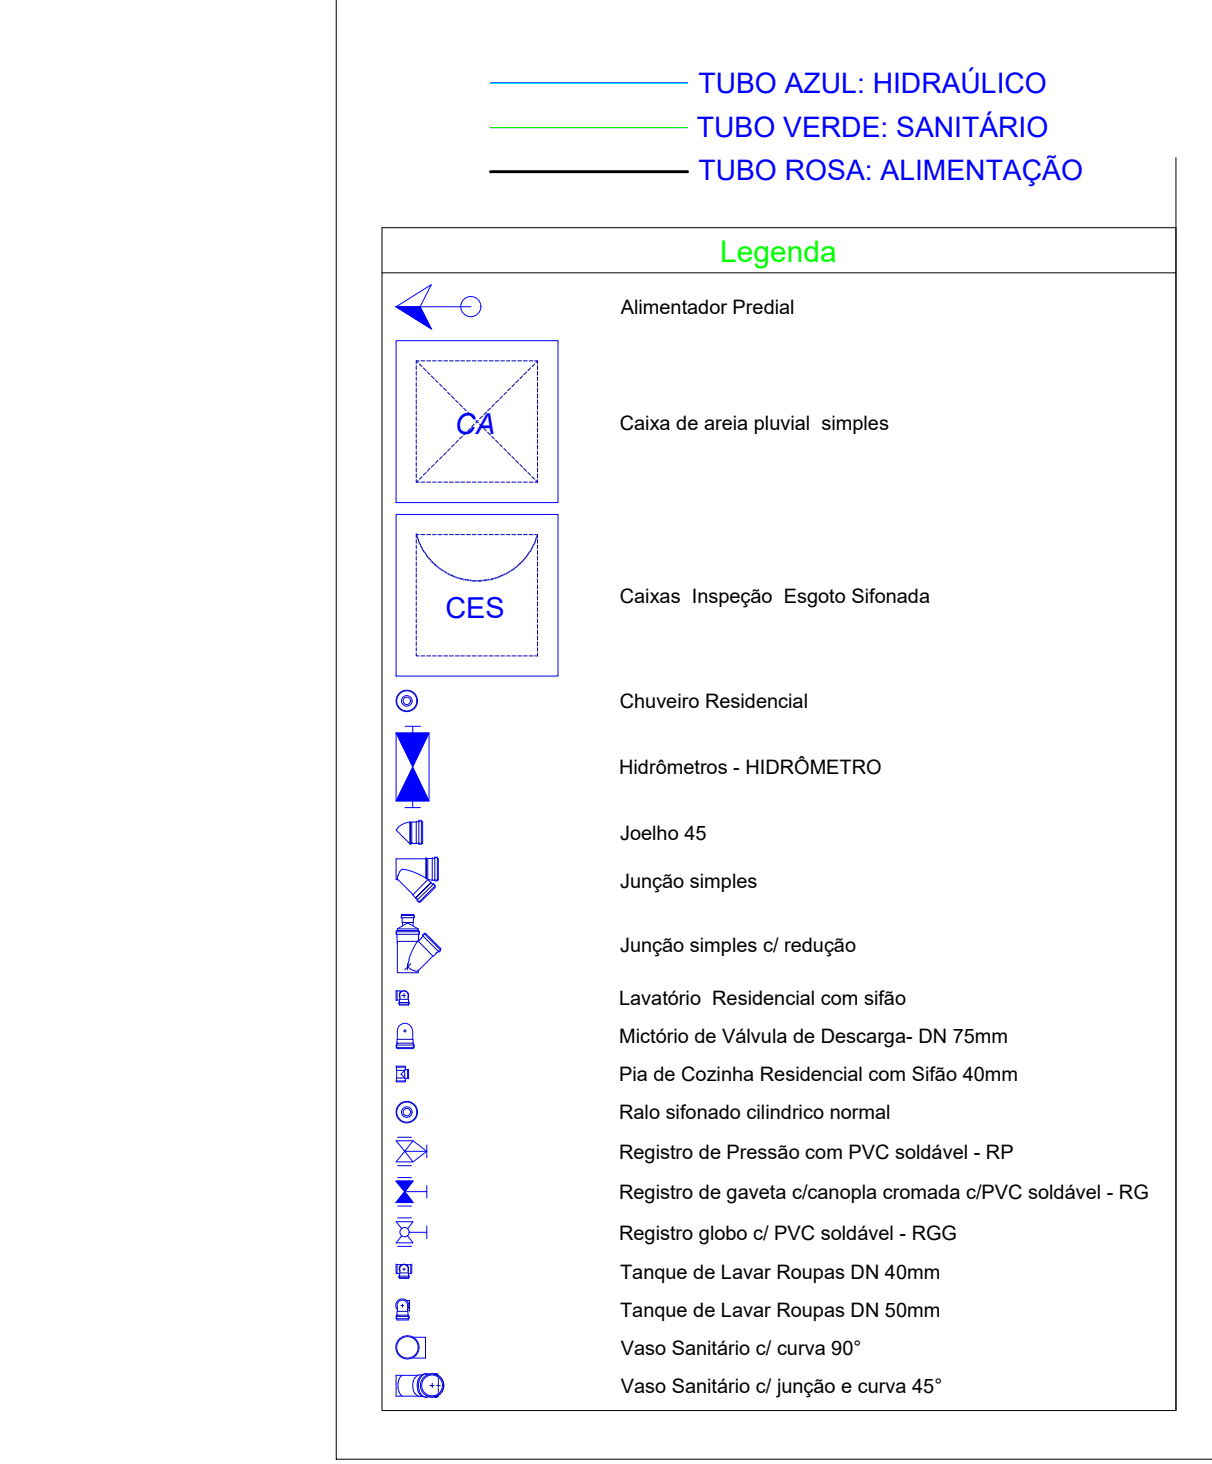 TUBO AZUL: HIDRAÚLICO
TUBO VERDE: SANITÁRIO
TUBO ROSA: ALIMENTAÇÃO
Legenda
Alimentador Predial
CA
Caixa de areia pluvial simples
CES
Caixas Inspeção Esgoto Sifonada
Chuveiro Residencial
Hidrômetros - HIDRÔMETRO
Joelho 45
Junção simples
Junção simples c/ redução
Lavatório Residencial com sifão
Mictório de Válvula de Descarga- DN 75mm
Pia de Cozinha Residencial com Sifão 40mm
Ralo sifonado cilindrico normal
Registro de Pressão com PVC soldável - RP
Registro de gaveta c/canopla cromada c/PVC soldável - RG
Registro globo c/ PVC soldável - RGG
Tanque de Lavar Roupas DN 40mm
Tanque de Lavar Roupas DN 50mm
Vaso Sanitário c/ curva 90°
Vaso Sanitário c/ junção e curva 45°